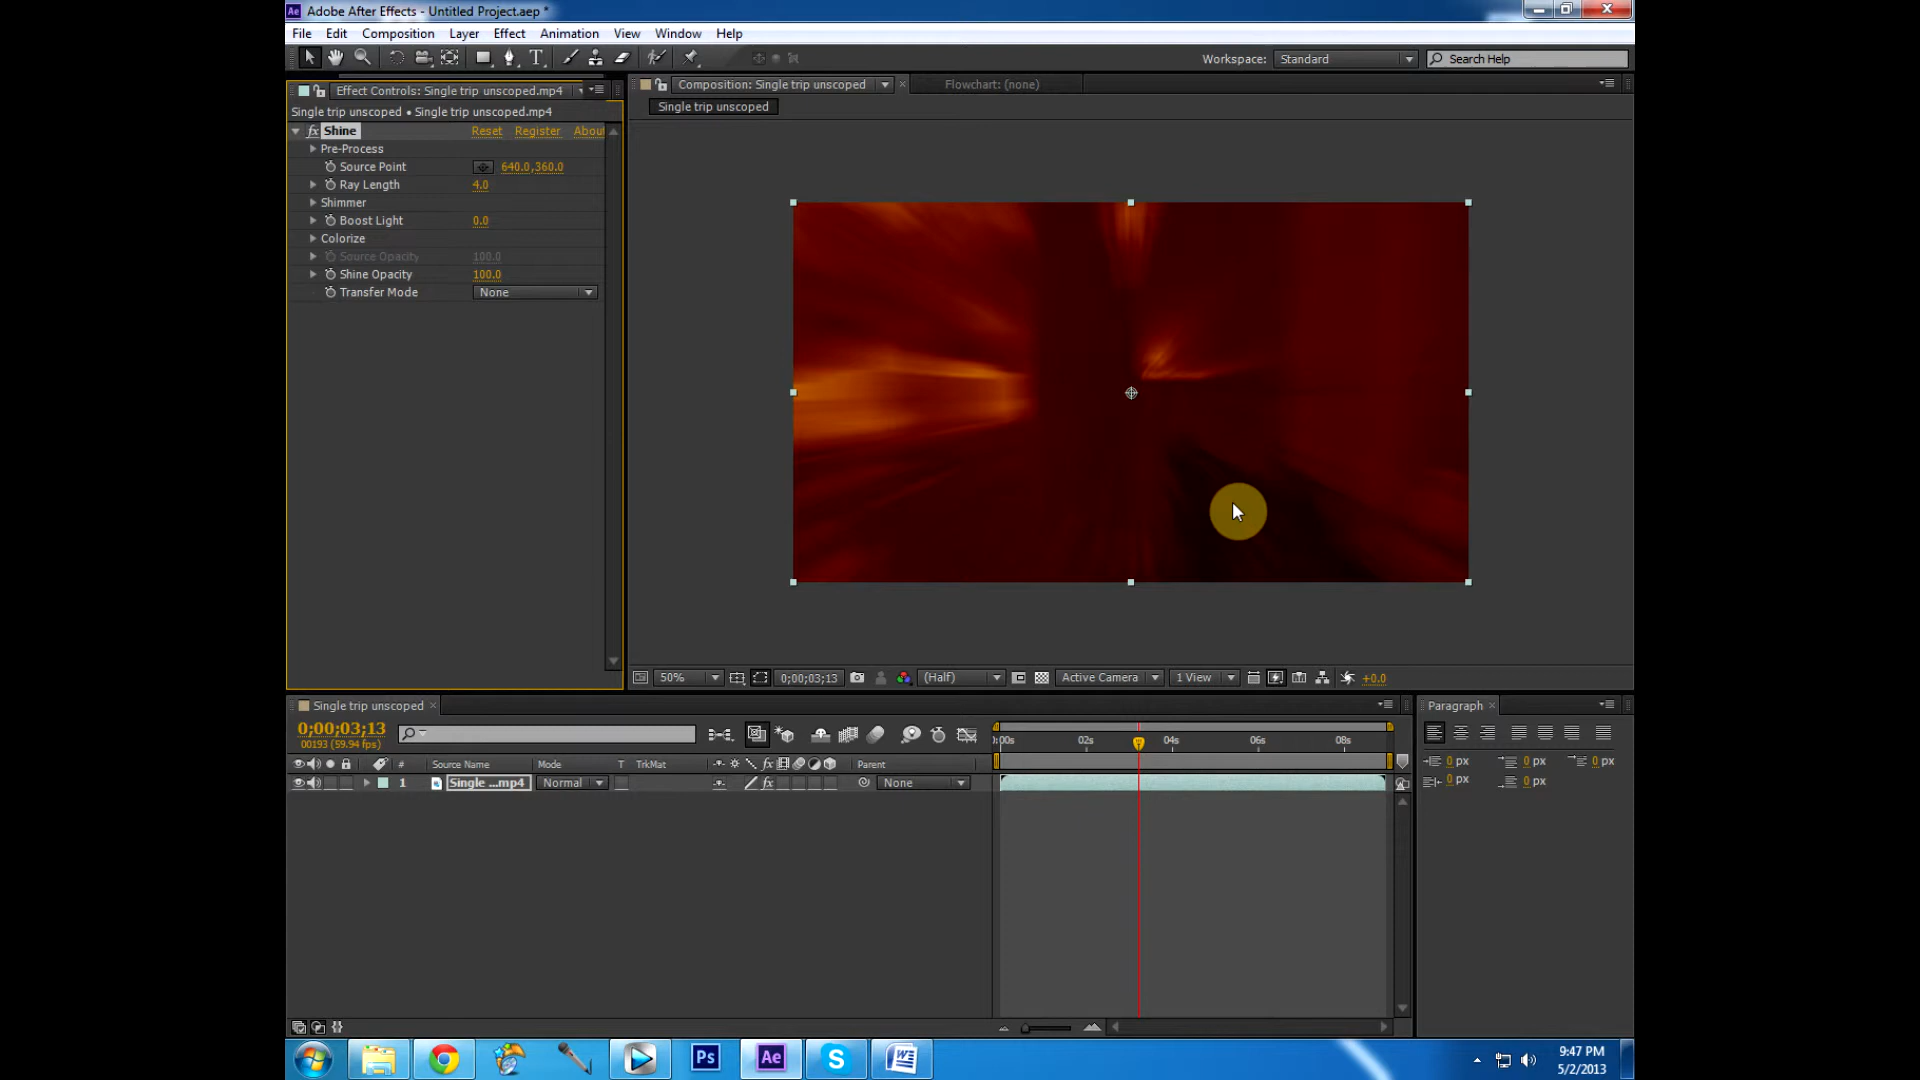 Ae Adobe After Effects - Untitled Project.aep *
File Edit Composition Layer Effect Animation View Window Help
Workspace: Standard Search Help
Effect Controls: Single trip unscoped.mp4
Composition: Single trip unscoped
Flowchart: (none)
Single trip unscoped • Single trip unscoped.mp4
Single trip unscoped
fx Shine Reset Register About
Pre-Process
Source Point 640.0,360.0
Ray Length 4.0
Shimmer
Boost Light 0.0
Colorize
Source Opacity 100.0
Shine Opacity 100.0
Transfer Mode None
50% 0;00;03;13 (Half) Active Camera 1 View +0.0
Single trip unscoped
Paragraph
0;00;03;13
00193 (59.94 fps)
):00s 02s 04s 06s 08s
0 px 0 px 0 px
0 px 0 px
# Source Name Mode T TrkMat fx Parent
1 Single ...mp4 Normal fx None
Ps Ae S W
9:47 PM
5/2/2013